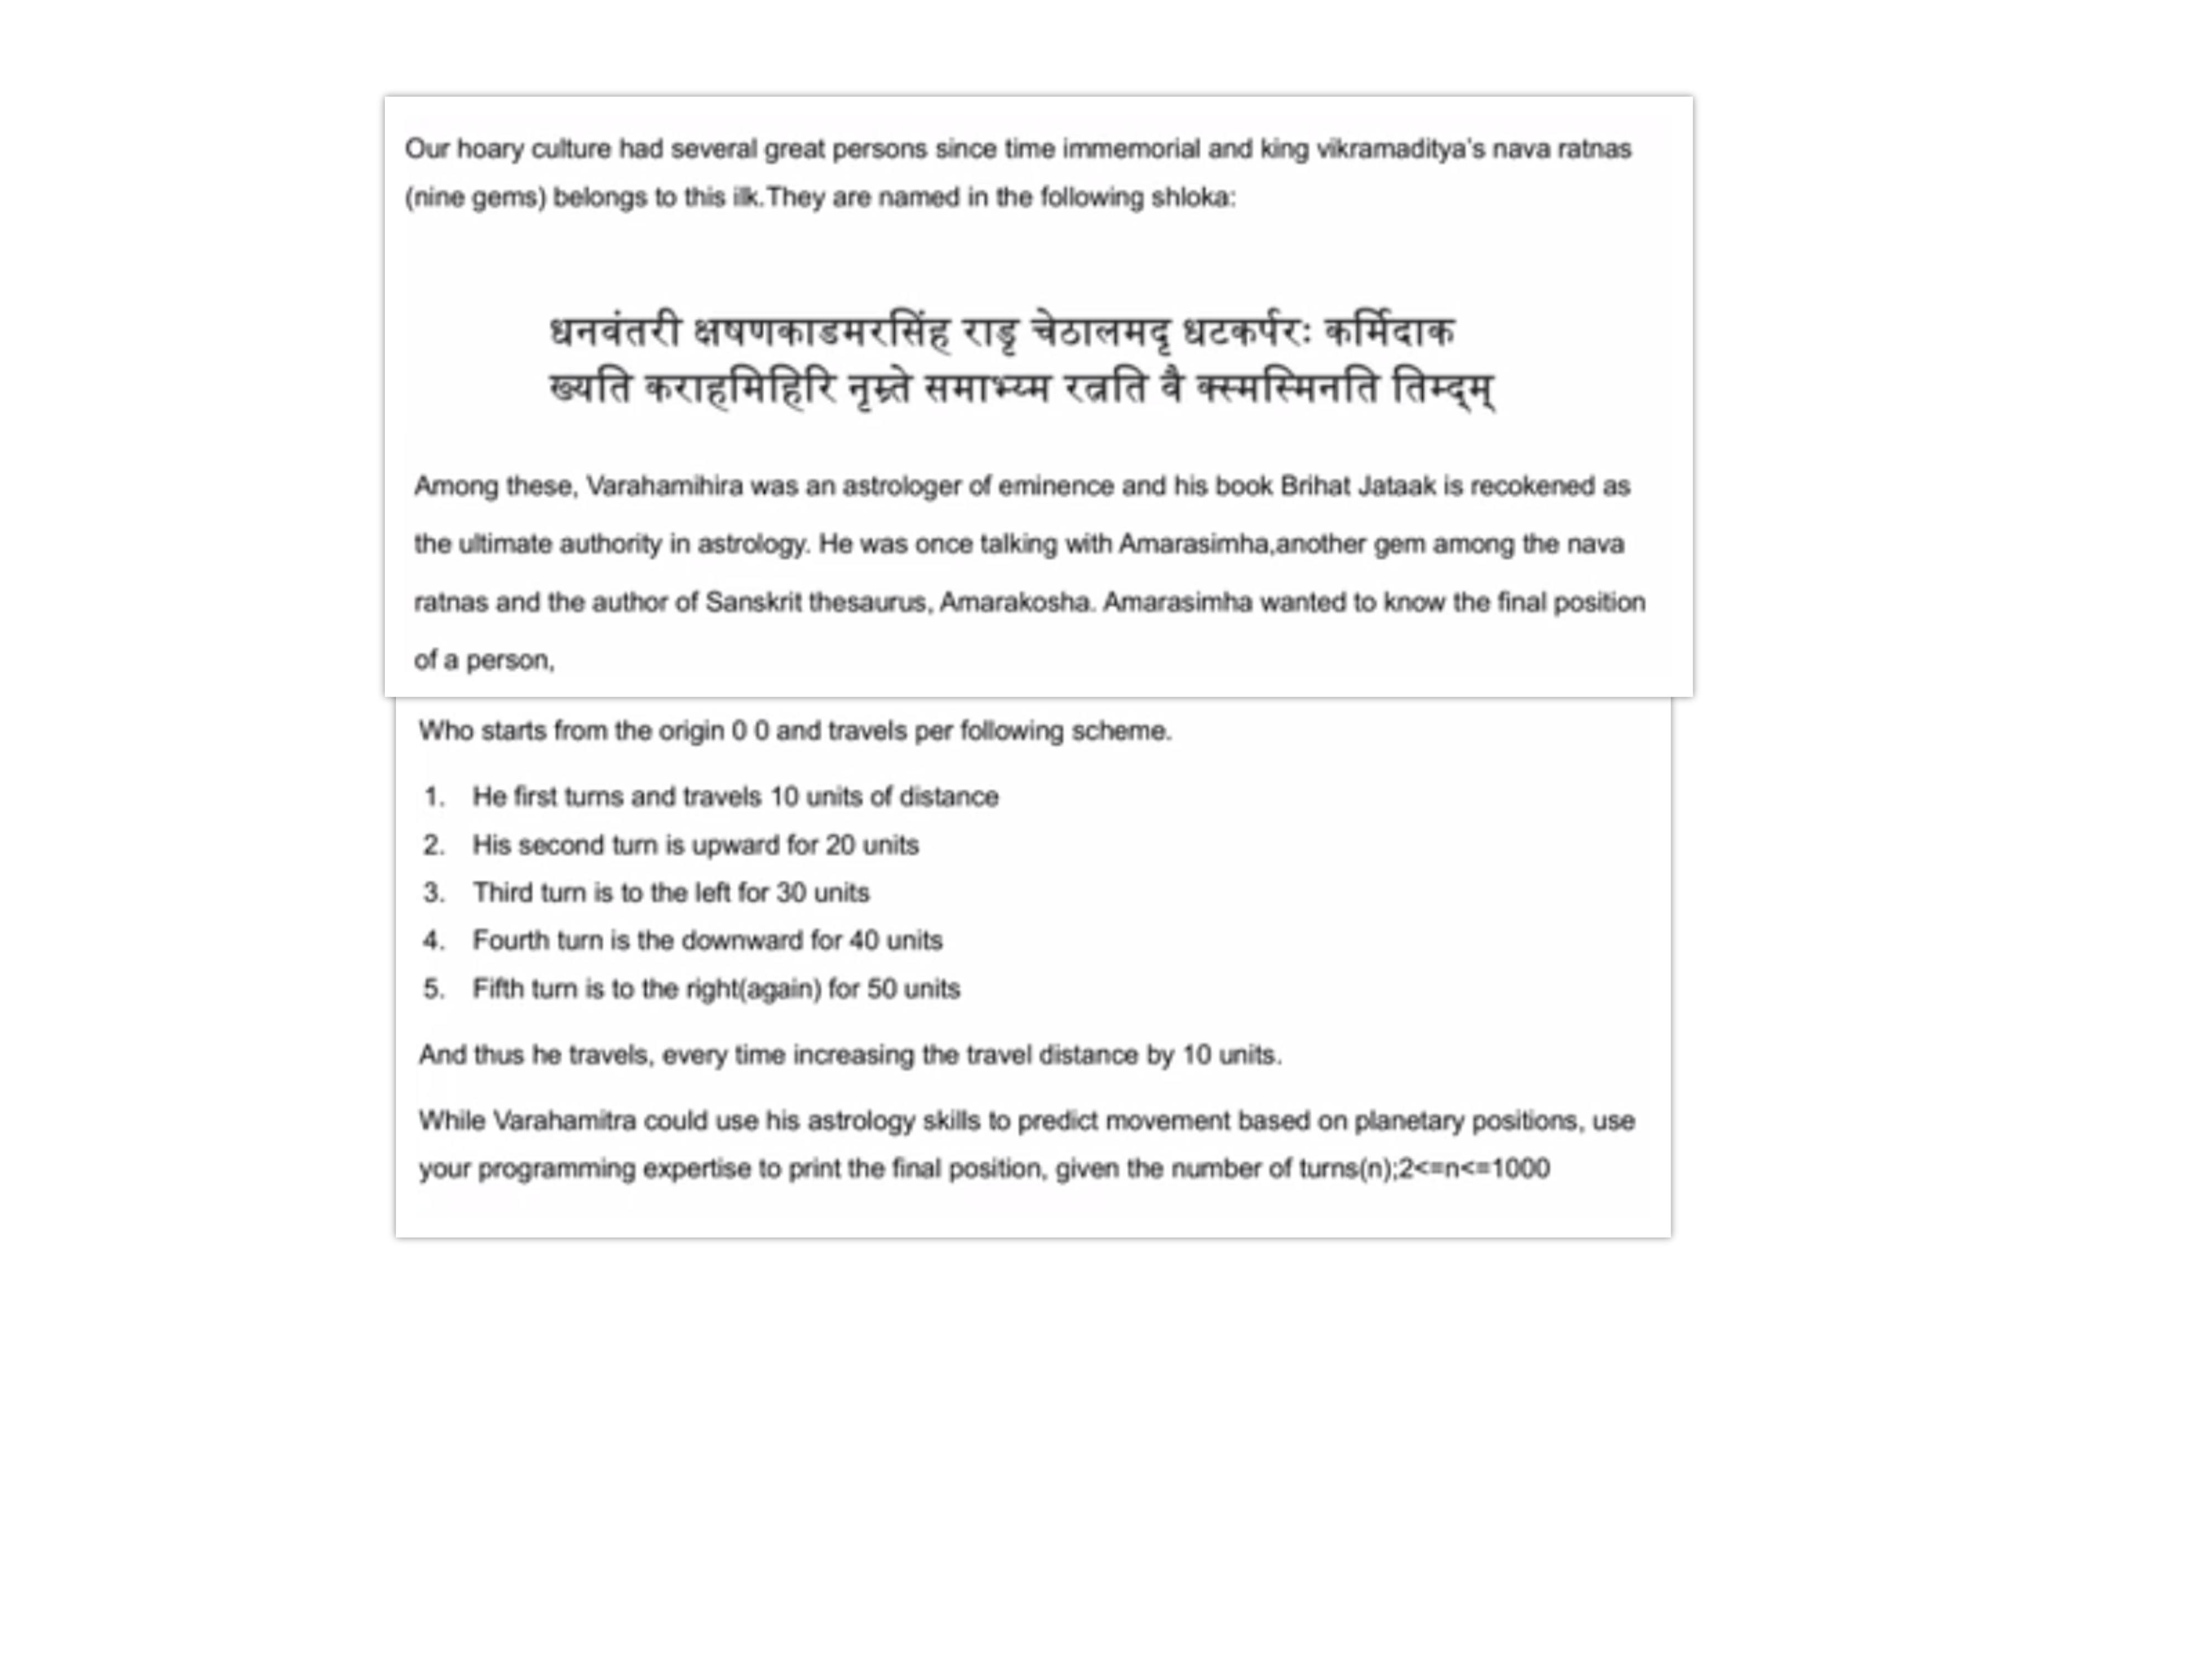 Our hoary culture had several great persons since time immemorial and king vikramaditya's nava ratnas
(nine gems) belongs to this ilk.They are named in the following shloka:
धनवंतरी क्षषणकाडमरसिंह राडृ चेठालमदृ धटकर्परः कर्मिदाक
ख्यति कराहमिहिरि नृम्र्ते समाभ्य्म रत्नति वै क्स्मस्मिनति तिम्द्म्
Among these, Varahamihira was an astrologer of eminence and his book Brihat Jataak is recokened as
the ultimate authority in astrology. He was once talking with Amarasimha,another gem among the nava
ratnas and the author of Sanskrit thesaurus, Amarakosha. Amarasimha wanted to know the final position
of a person,
Who starts from the origin 0 0 and travels per following scheme.
1. He first turns and travels 10 units of distance
2. His second turn is upward for 20 units
3. Third turn is to the left for 30 units
4. Fourth turn is the downward for 40 units
5. Fifth turn is to the right(again) for 50 units
And thus he travels, every time increasing the travel distance by 10 units.
While Varahamitra could use his astrology skills to predict movement based on planetary positions, use
your programming expertise to print the final position, given the number of turns(n);2<=n<=1000